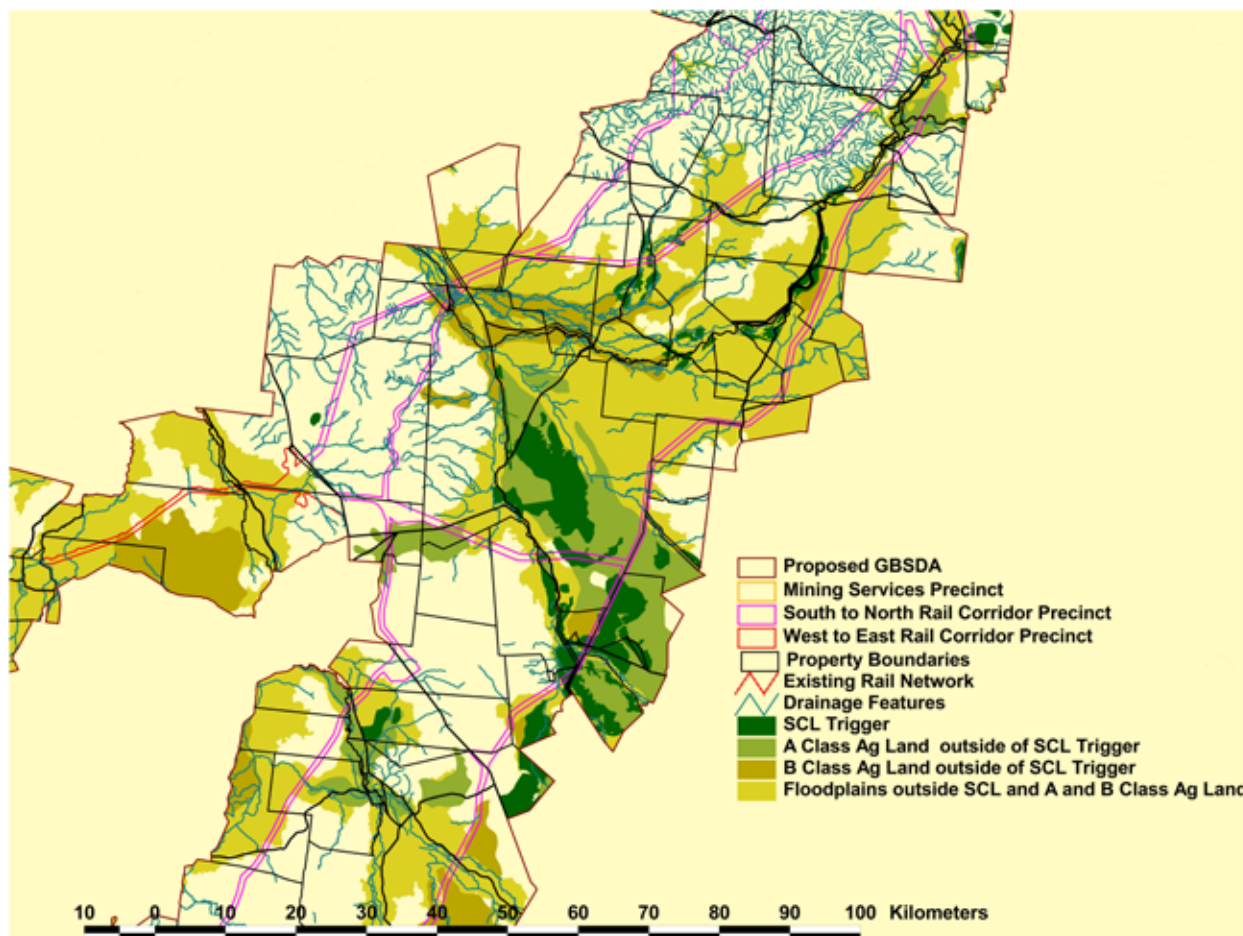 Proposed GBSDA
Mining Services Precinct
South to North Rail Corridor Precinct
West to East Rail Corridor Precinct
Property Boundaries
Existing Rail Network
Drainage Features
SCL Trigger
A Class Ag Land outside of SCL Trigger
B Class Ag Land outside of SCL Trigger
Floodplains outside SCL and A and B Class Ag Land
10 0 10 20 30 40 50 60 70 80 90 100 Kilometers